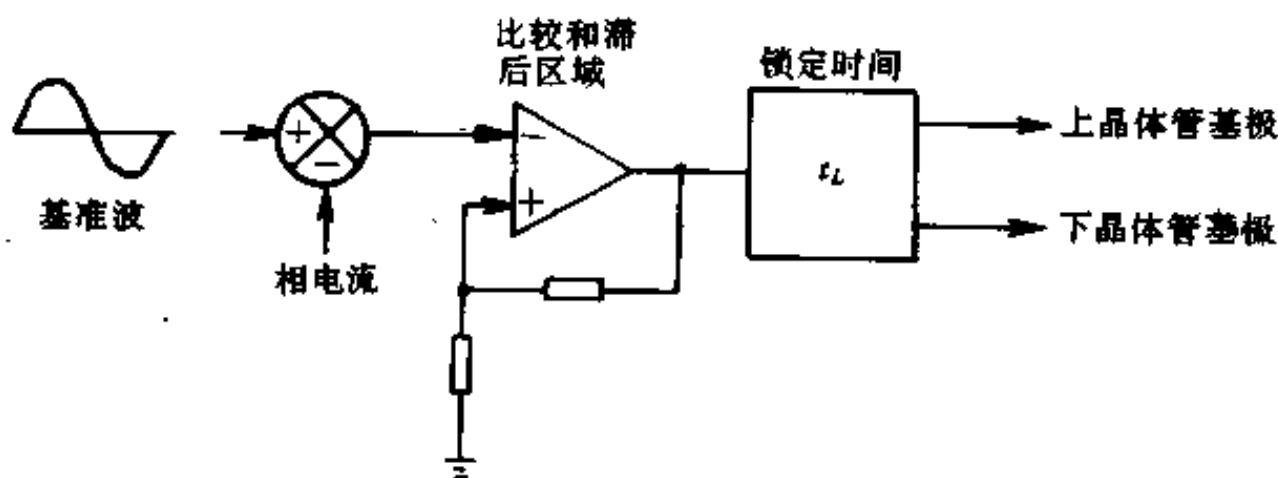 比较和滞
后区域
锁定时间
+
−
−
+
t_L
上晶体管基极
下晶体管基极
基准波
相电流